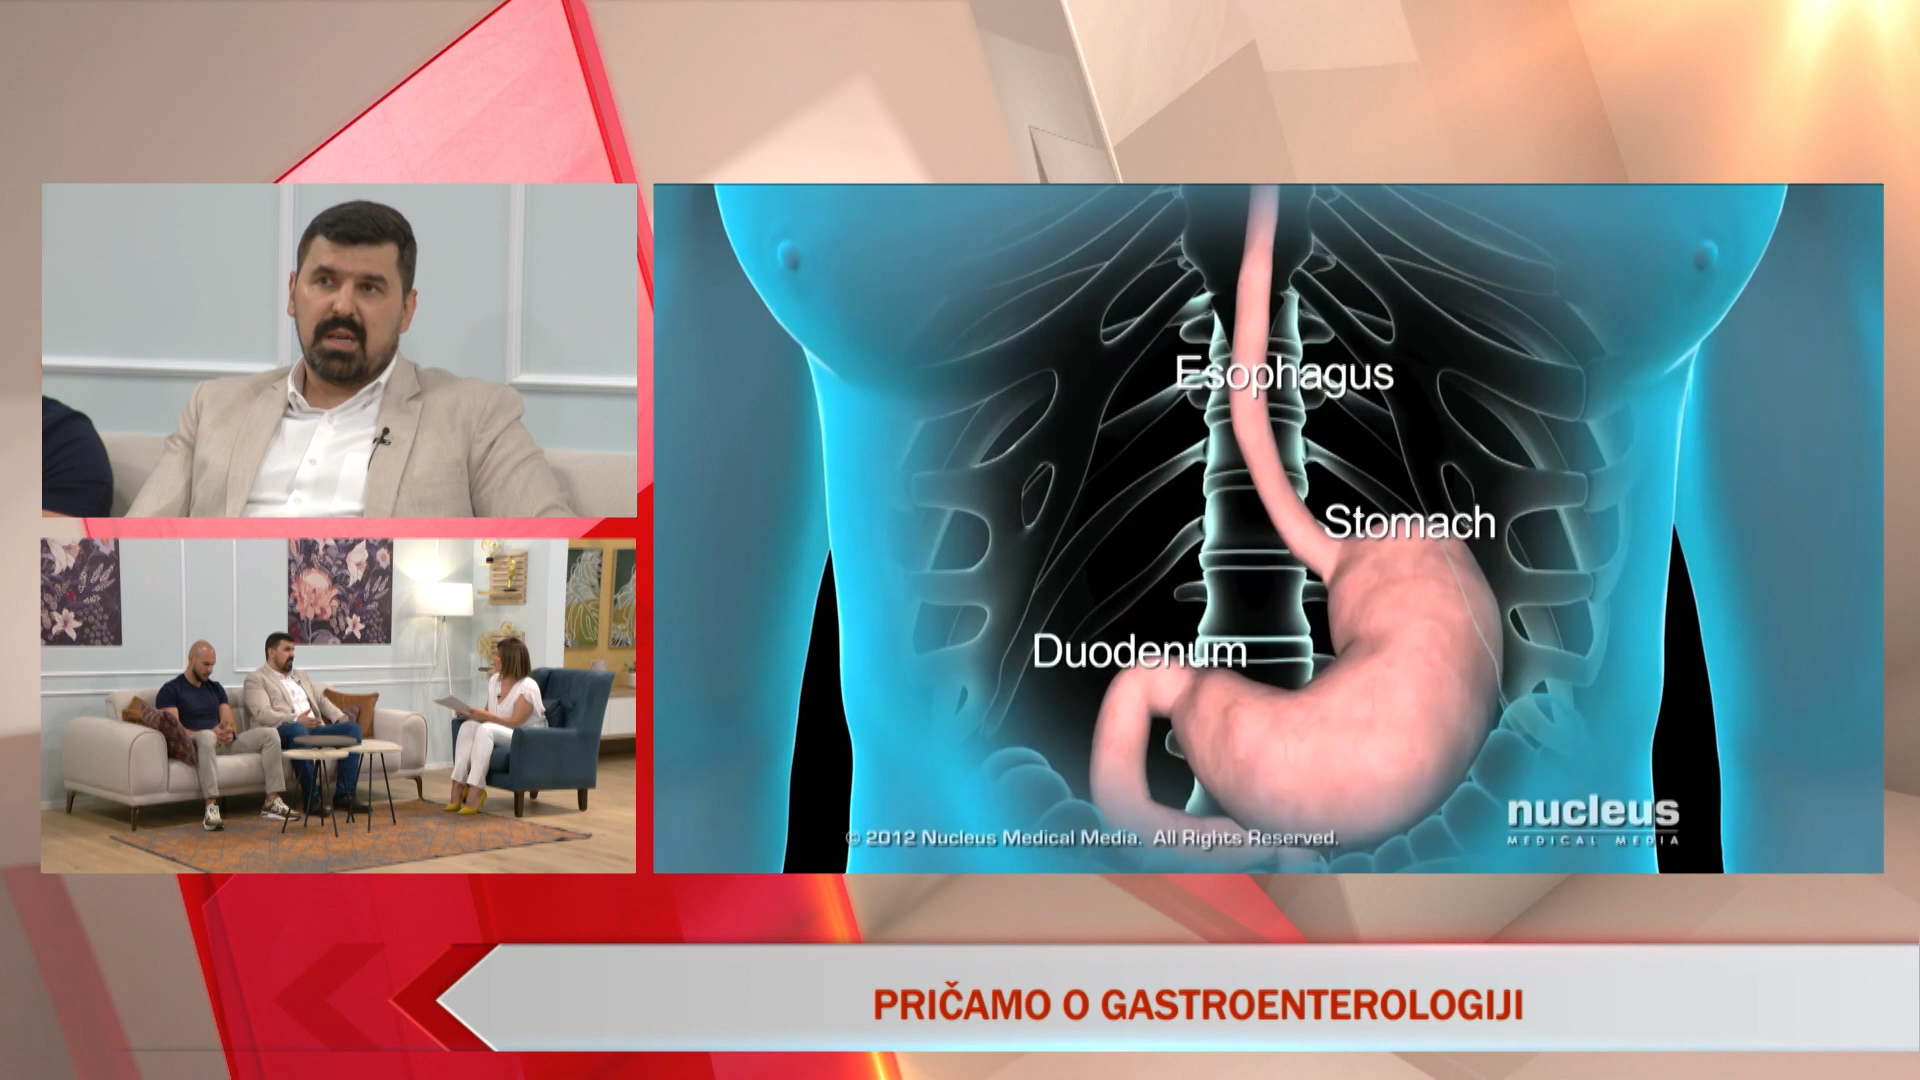 Esophagus
Stomach
Duodenum
nucleus
MEDICAL MEDIA
© 2012 Nucleus Medical Media. All Rights Reserved.
PRIČAMO O GASTROENTEROLOGIJI